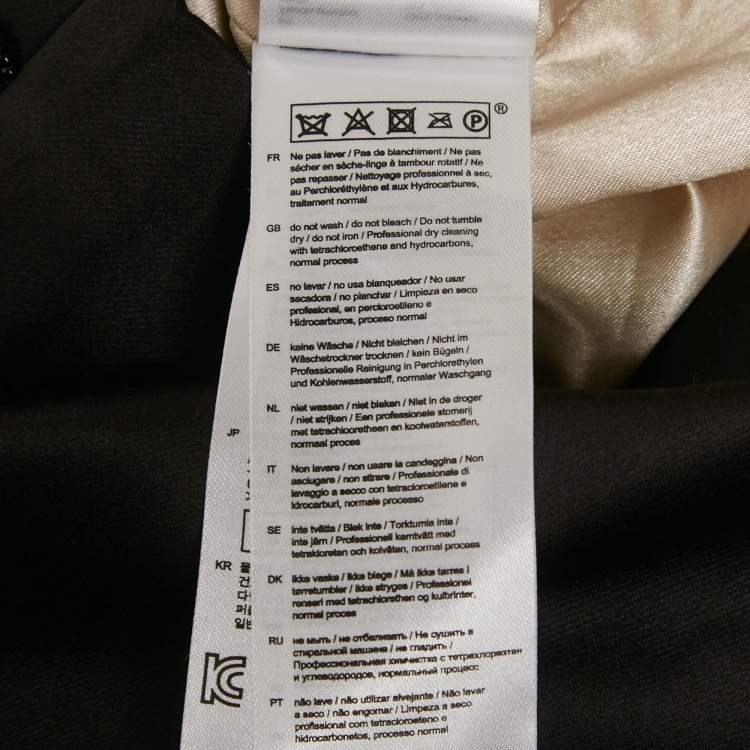 P ®
FR Ne pas laver / Pas de blanchiment / Ne pas
sécher en sèche-linge à tambour rotatif / Ne
pas repasser / Nettoyage professionnel à sec,
au Perchloréthylène et aux Hydrocarbures,
traitement normal
GB do not wash / do not bleach / Do not tumble
dry / do not iron / Professional dry cleaning
with tetrachloroethene and hydrocarbons,
normal process
ES no lavar / no usa blanqueador / No usar
secadora / no planchar / Limpieza en seco
profesional, en percloroetileno e
Hidrocarburos, proceso normal
DE keine Wäsche / Nicht bleichen / Nicht im
Wäschetrockner trocknen / kein Bügeln /
Professionelle Reinigung in Perchlorethylen
und Kohlenwasserstoff, normaler Waschgang
NL niet wassen / niet bleken / Niet in de droger
/ niet strijken / Een professionele stomerij
met tetrachlooretheen en koolwaterstoffen,
normaal proces
JP
IT Non lavare / non usare la candeggina / Non
asciugare / non stirare / Professionale di
lavaggio a secco con tetracloroetilene e
idrocarburi, normale processo
SE inte tvätta / Blek inte / Torktumla inte /
inte järn / Professionell kemtvätt med
tetrakloreten och kolväten, normal process
KR 물
건
다
퍼
일반
DK ikke vaske / ikke blege / Må ikke tørres i
tørretumbler / ikke stryges / Professionel
renseri med tetrachlorethen og kulbrinter,
normal proces
RU не мыть / не отбеливать / Не сушить в
стиральной машине / не гладить /
Профессиональная химчистка с тетрахлорэтен
и углеводородов, нормальный процесс
PT não lave / não utilizar alvejante / Não lavar
a seco / não engomar / Limpeza a seco
profissional com tetracloroeteno e
hidrocarbonetos, process normal